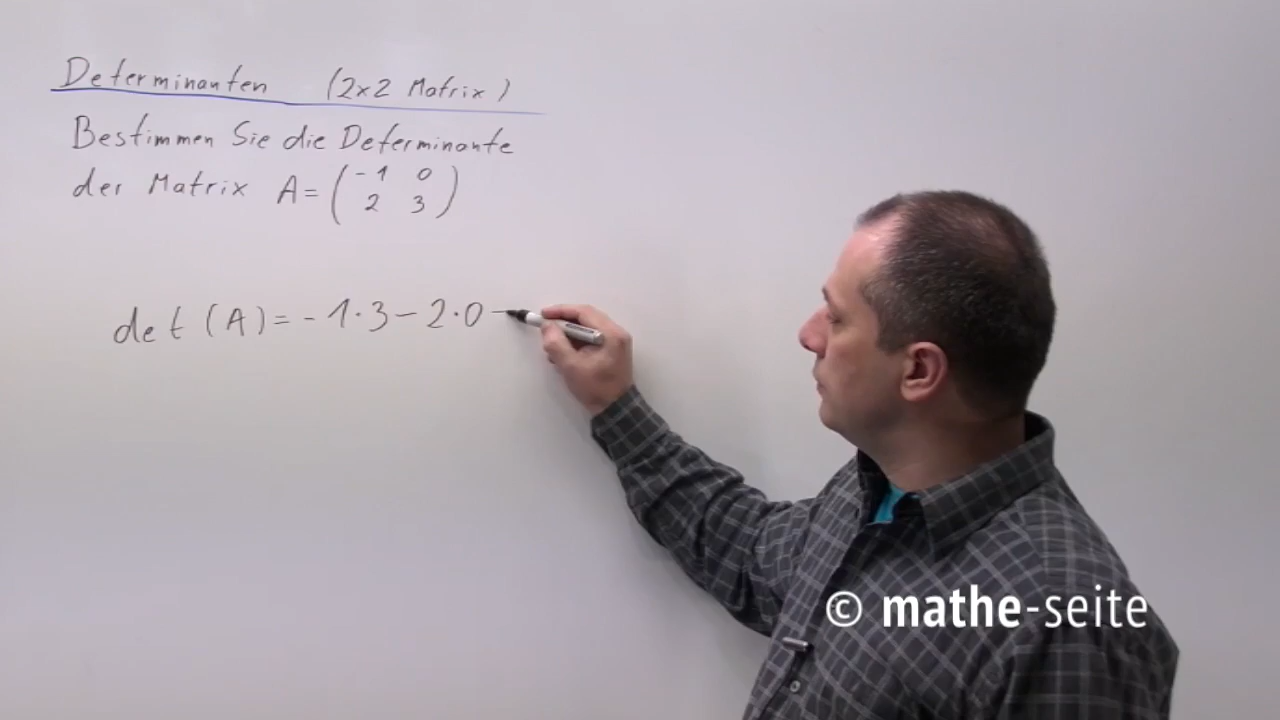 Determinanten (2x2 Matrix)
Bestimmen Sie die Determinante
der Matrix A = ( -1 0
2 3 )
det (A) = - 1 · 3 - 2 · 0 -
© mathe-seite